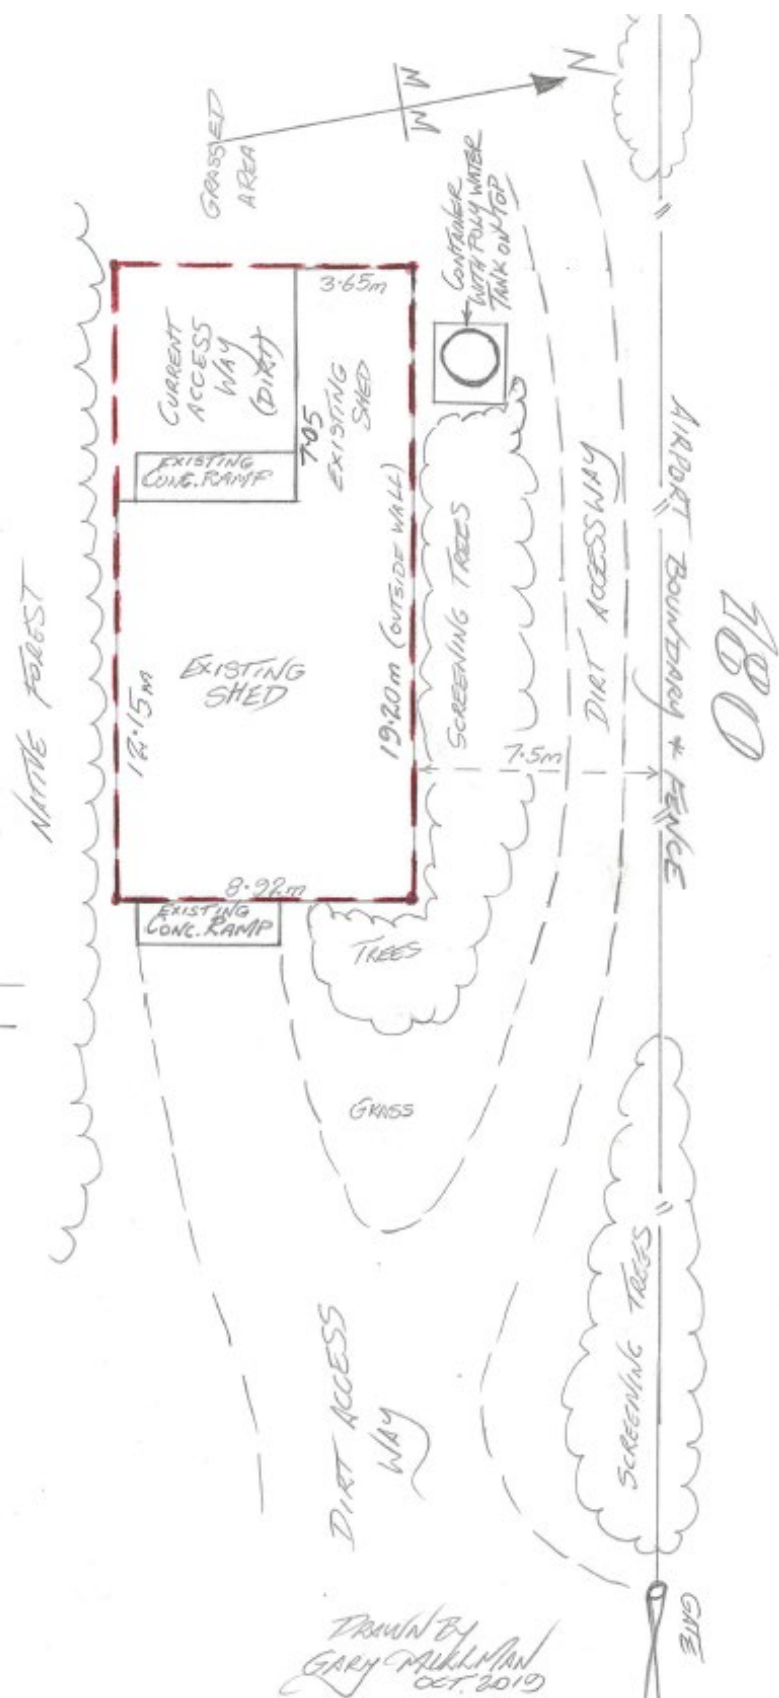 N
GRASSED
AREA
CONTAINER
WITH POLY WATER
TANK ON TOP
3.65m
CURRENT
ACCESS
WAY
(DIRT)
EXISTING
SHED
7.05
EXISTING
CONC. RAMP
AIRPORT BOUNDARY & FENCE
DIRT ACCESSWAY
SCREENING TREES
19.20m (OUTSIDE WALL)
180
NATIVE FOREST
EXISTING
SHED
12.15m
7.5m
8.92m
EXISTING
CONC. RAMP
TREES
GRASS
SCREENING TREES
DIRT ACCESS
WAY
GATE
DRAWN BY
GARY
OCT. 2019